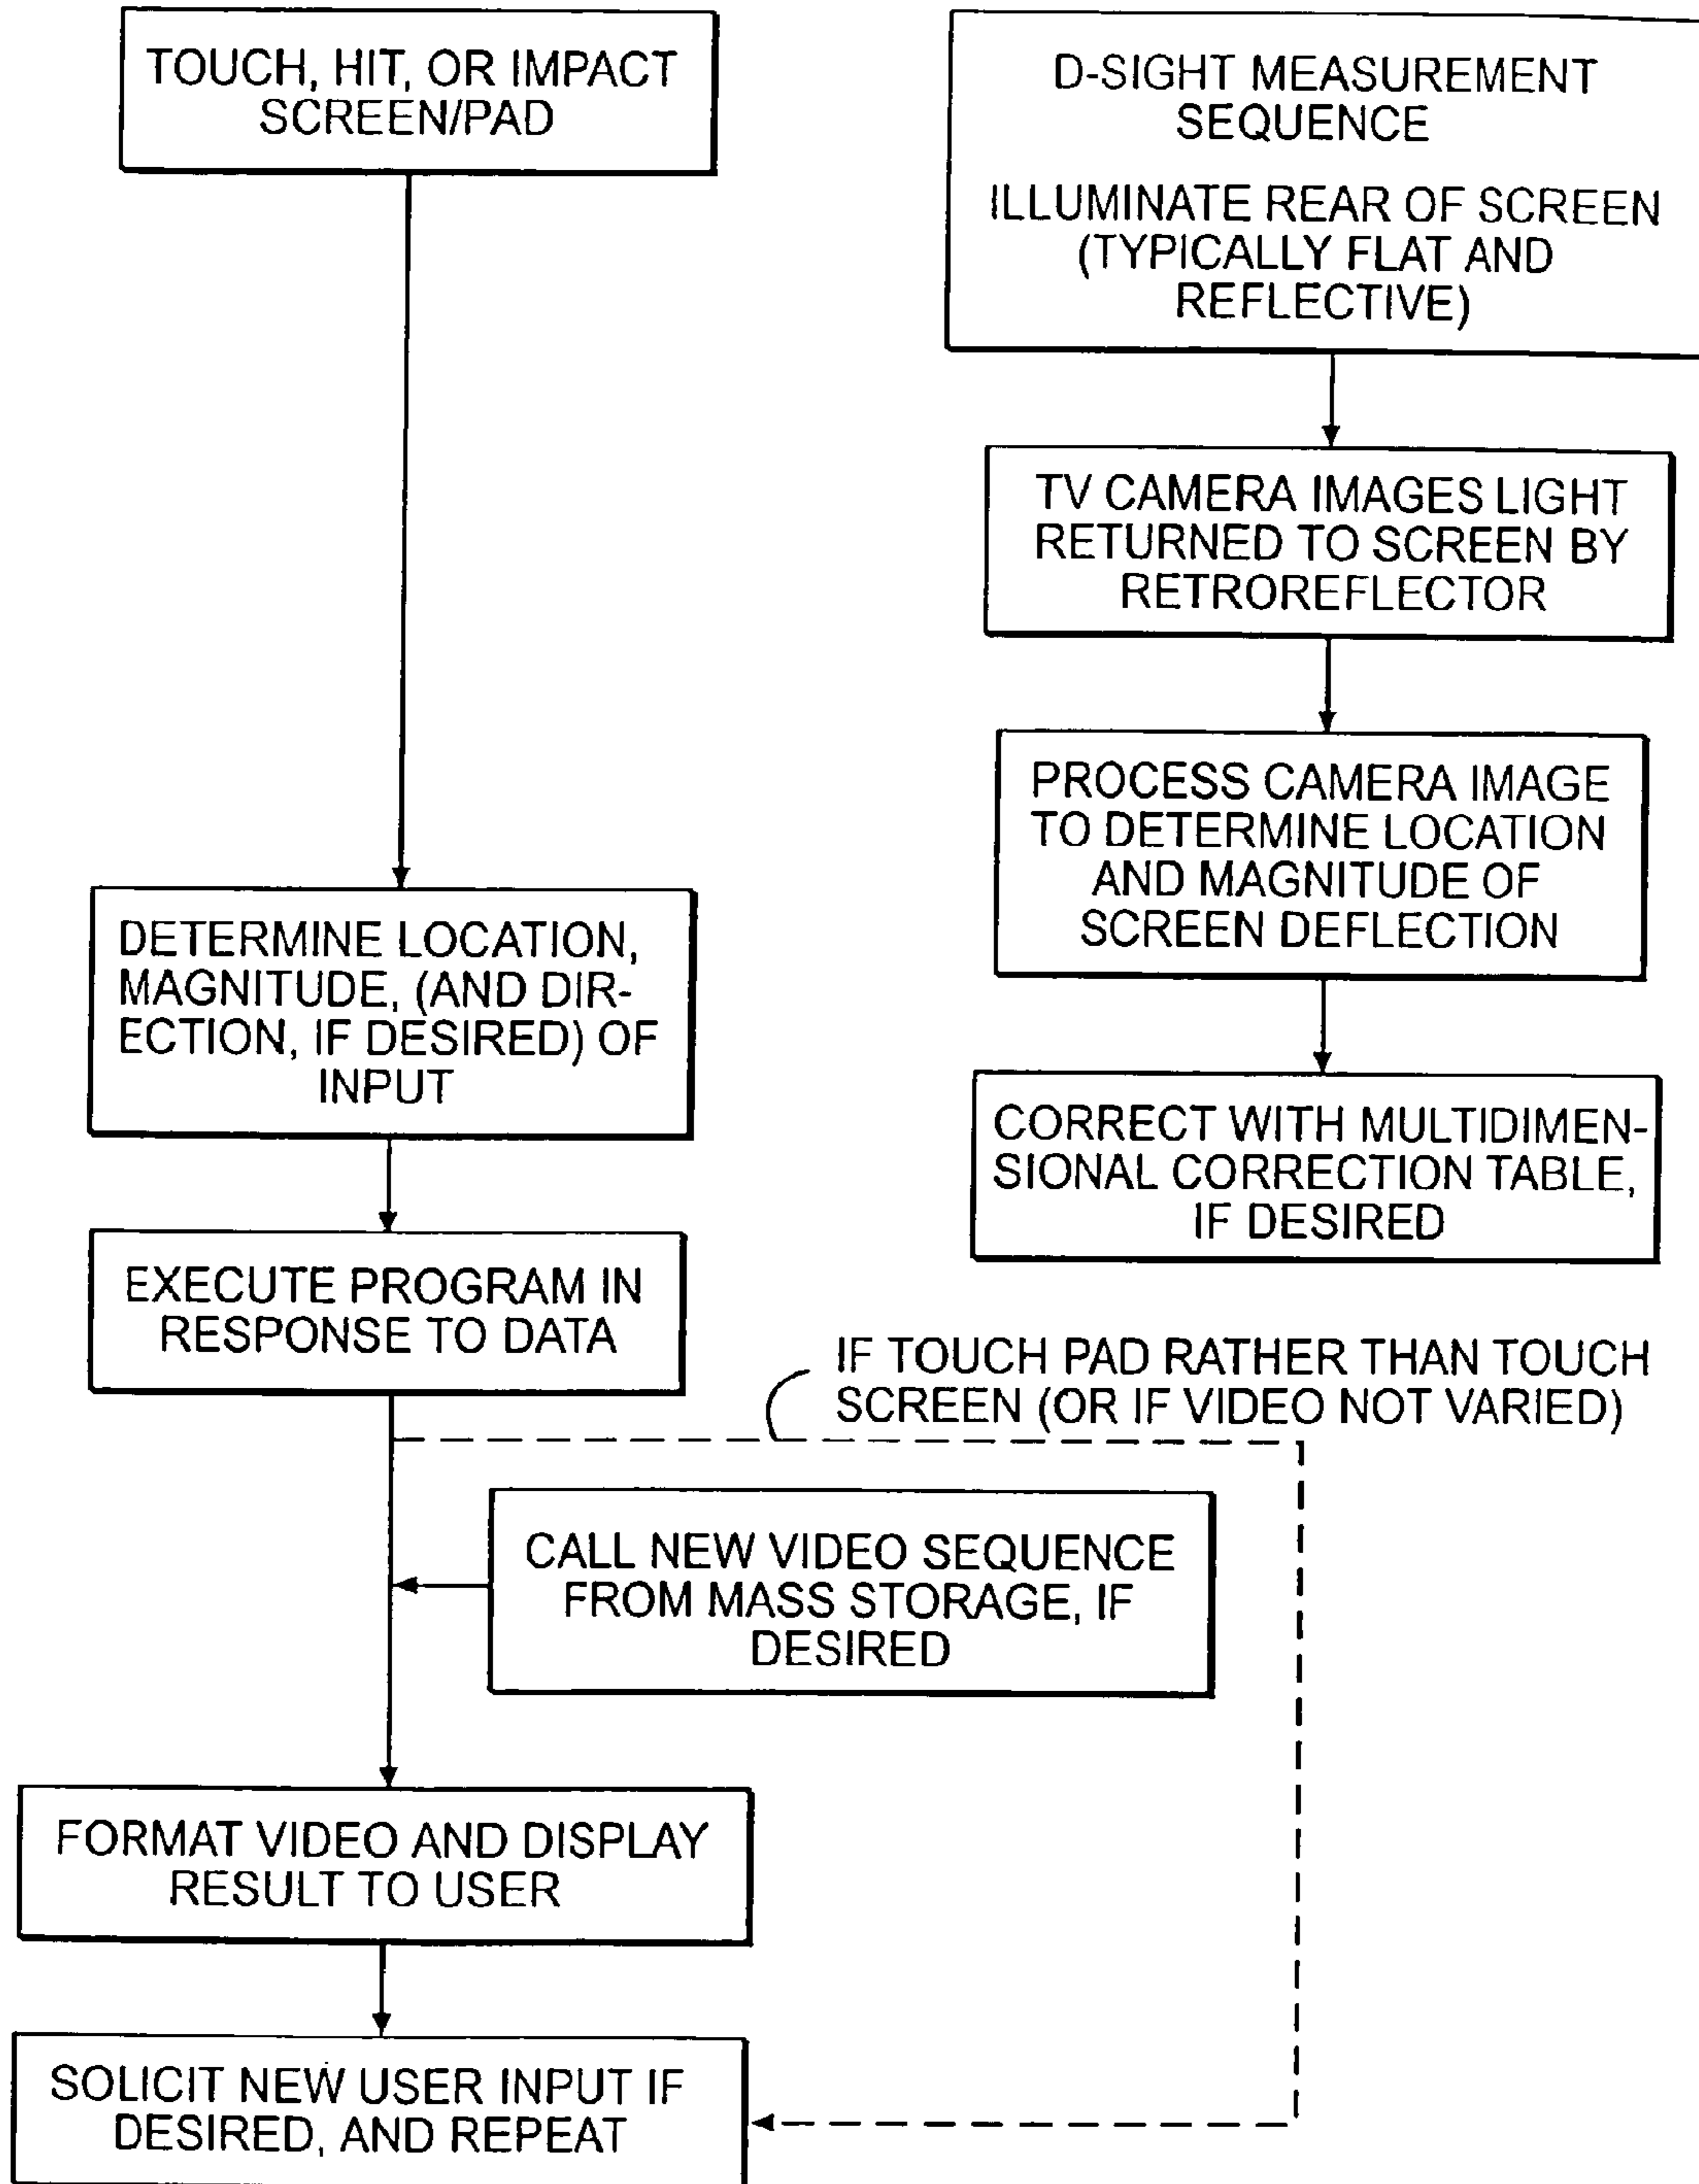 TOUCH, HIT, OR IMPACT
SCREEN/PAD
D-SIGHT MEASUREMENT
SEQUENCE
ILLUMINATE REAR OF SCREEN
(TYPICALLY FLAT AND
REFLECTIVE)
TV CAMERA IMAGES LIGHT
RETURNED TO SCREEN BY
RETROREFLECTOR
PROCESS CAMERA IMAGE
TO DETERMINE LOCATION
AND MAGNITUDE OF
SCREEN DEFLECTION
CORRECT WITH MULTIDIMEN-
SIONAL CORRECTION TABLE,
IF DESIRED
DETERMINE LOCATION,
MAGNITUDE, (AND DIR-
ECTION, IF DESIRED) OF
INPUT
EXECUTE PROGRAM IN
RESPONSE TO DATA
IF TOUCH PAD RATHER THAN TOUCH
SCREEN (OR IF VIDEO NOT VARIED)
CALL NEW VIDEO SEQUENCE
FROM MASS STORAGE, IF
DESIRED
FORMAT VIDEO AND DISPLAY
RESULT TO USER
SOLICIT NEW USER INPUT IF
DESIRED, AND REPEAT